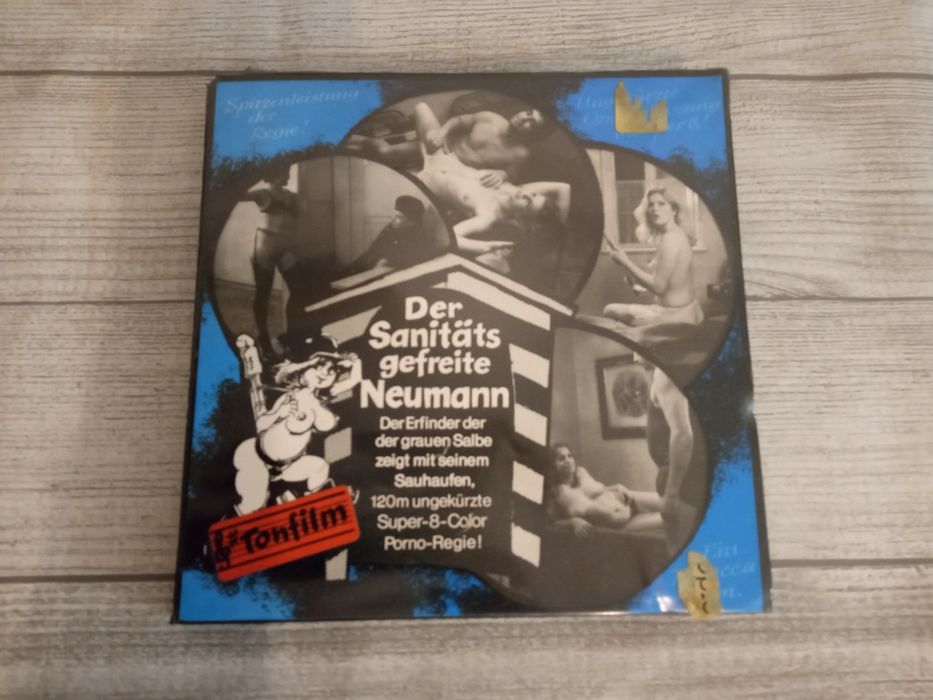 Spitzenleistung
der
Regie!
Der
Sanitäts
gefreite
Neumann
Der Erfinder der
der grauen Salbe
zeigt mit seinem
Sauhaufen,
120m ungekürzte
Super-8-Color
Porno-Regie!
Tonfilm
Ein